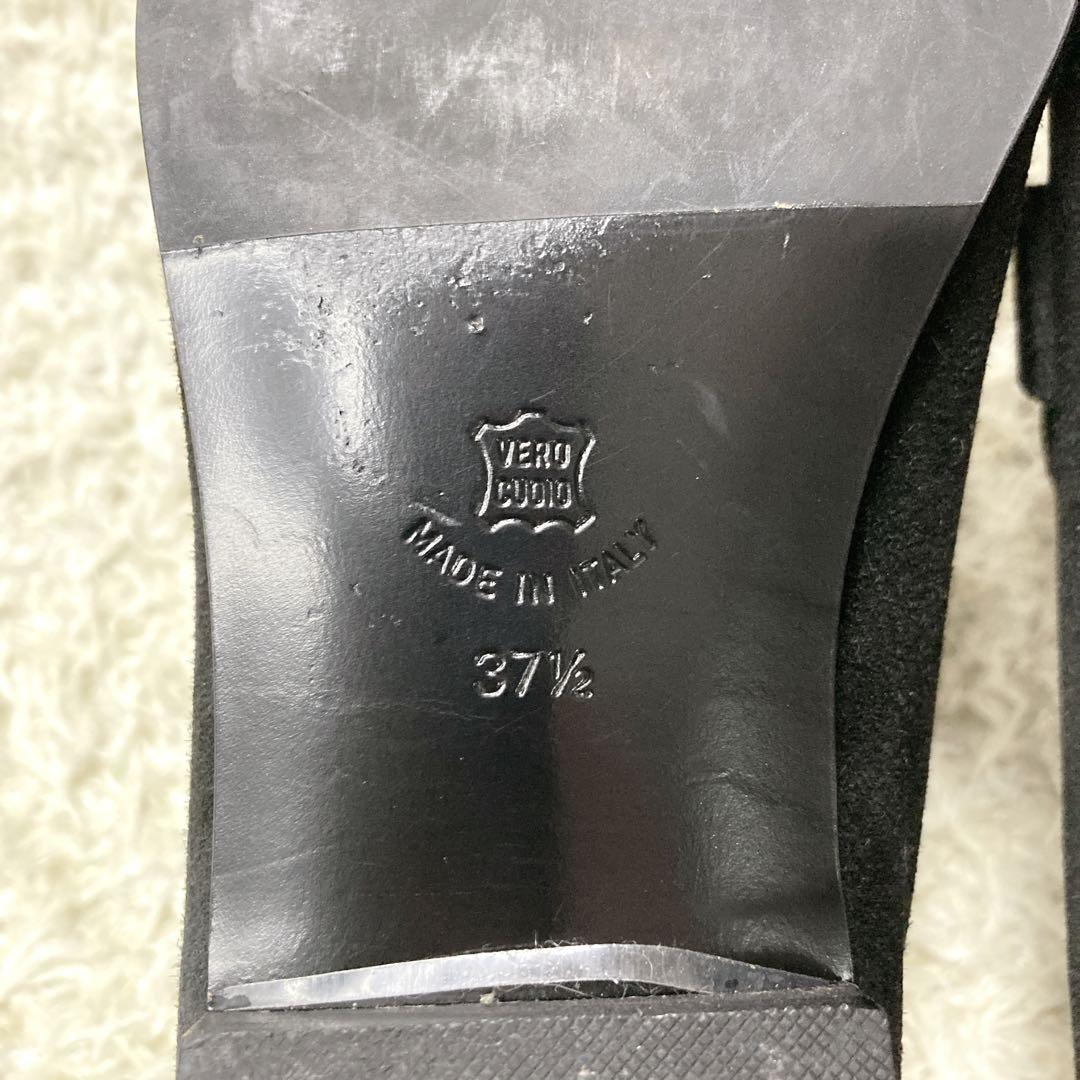 VERO
CUOIO
MADE IN ITALY
37½